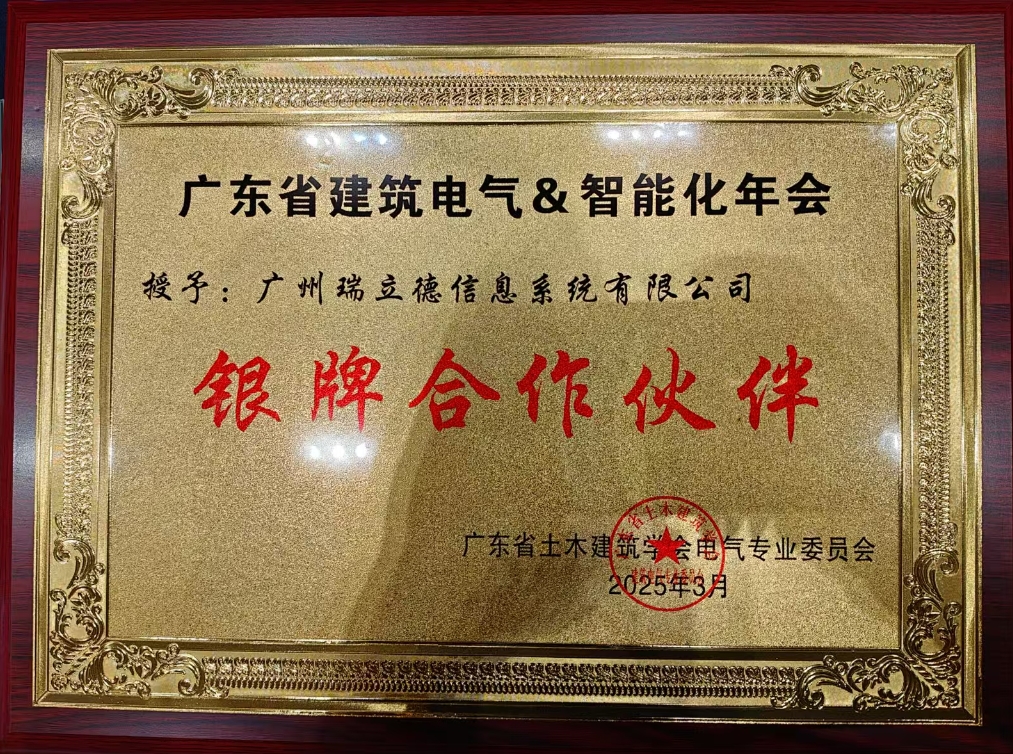 广东省建筑电气&智能化年会
授予：广州瑞立德信息系统有限公司
银牌合作伙伴
广东省土木建筑学会电气专业委员会
2025年3月